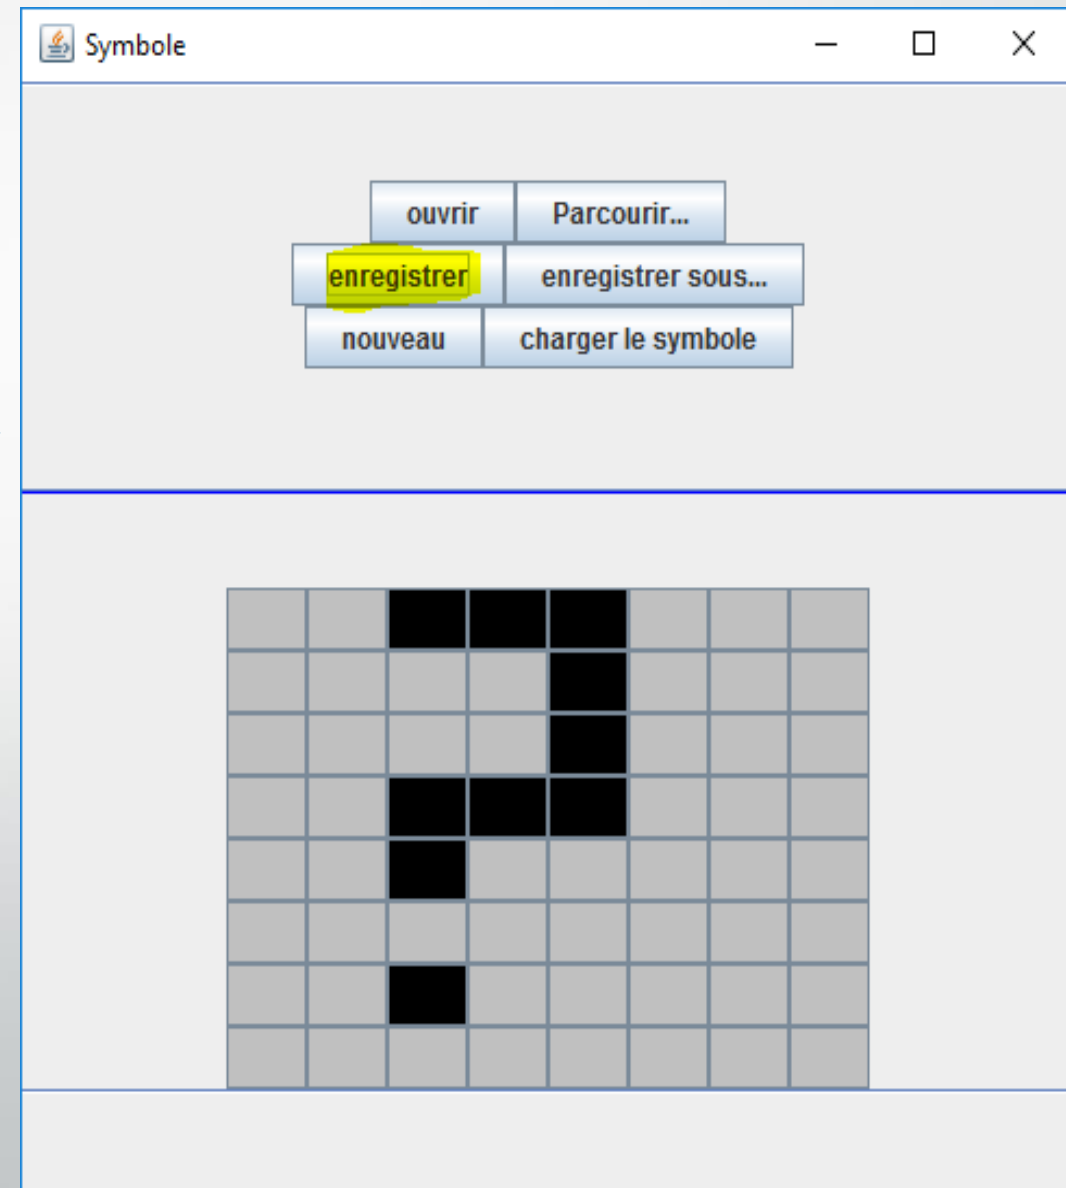 Symbole
ouvrir Parcourir...
enregistrer enregistrer sous...
nouveau charger le symbole